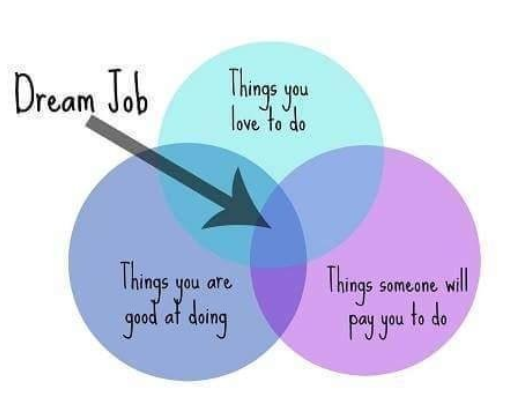 Dream Job
Things you
love to do
Things you are
good at doing
Things someone will
pay you to do